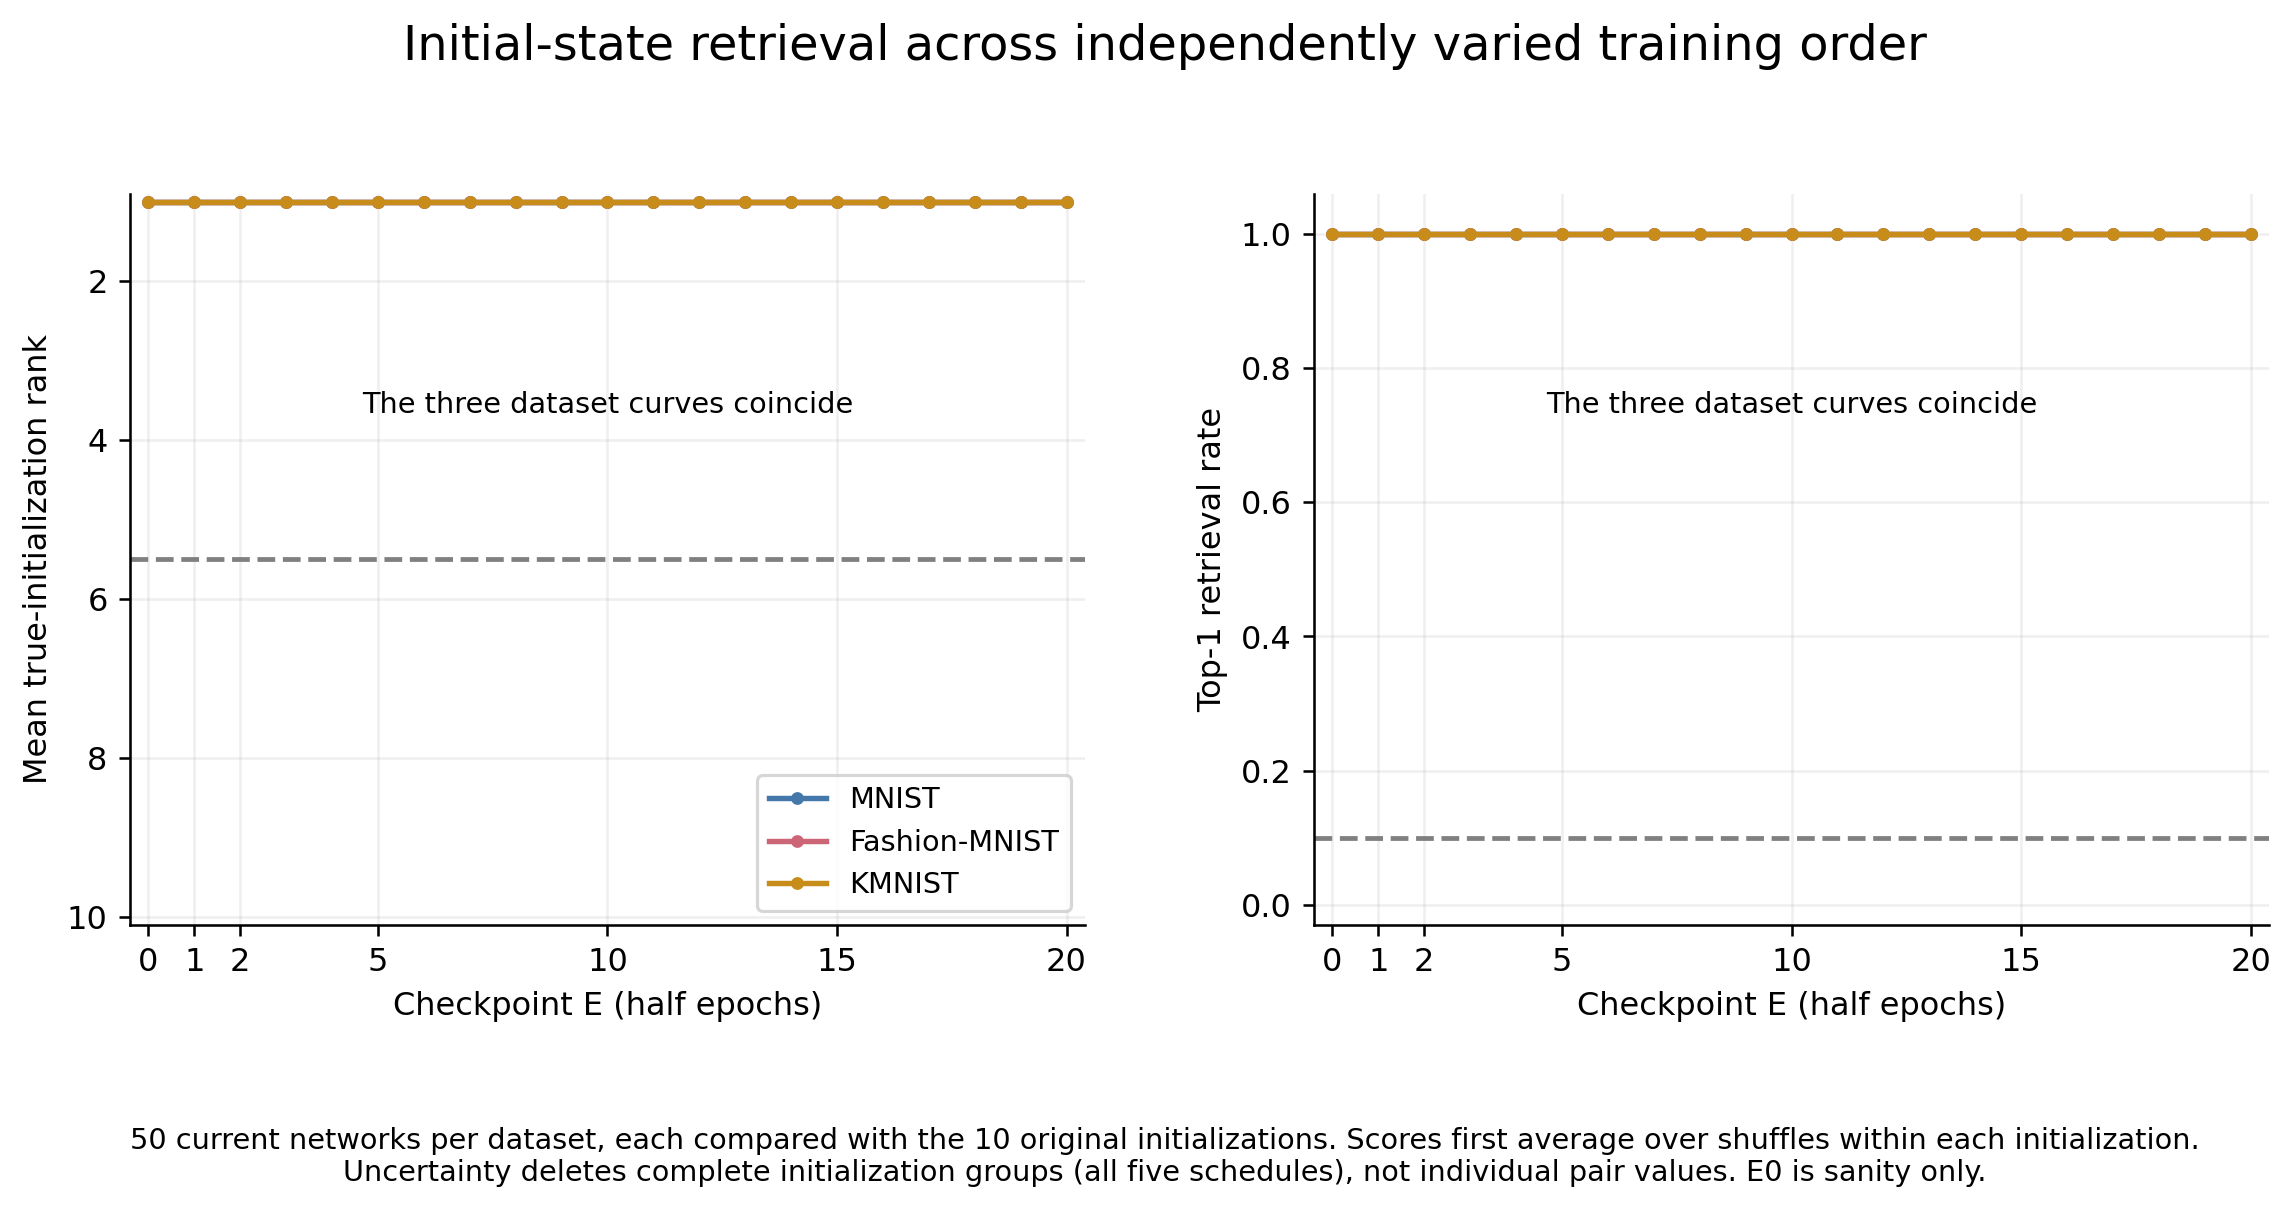 Initial-state retrieval across independently varied training order
Mean true-initialization rank
2
4
6
8
10
The three dataset curves coincide
MNIST
Fashion-MNIST
KMNIST
0 1 2 5 10 15 20
Checkpoint E (half epochs)
Top-1 retrieval rate
1.0
0.8
0.6
0.4
0.2
0.0
The three dataset curves coincide
0 1 2 5 10 15 20
Checkpoint E (half epochs)
50 current networks per dataset, each compared with the 10 original initializations. Scores first average over shuffles within each initialization.
Uncertainty deletes complete initialization groups (all five schedules), not individual pair values. E0 is sanity only.